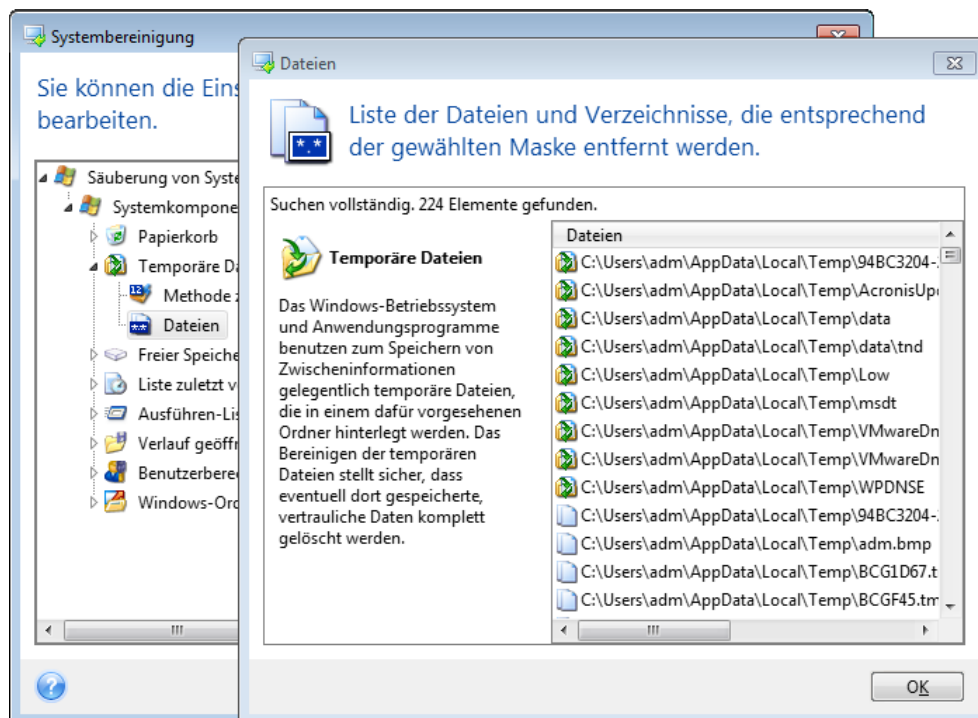 Systembereinigung
Sie können die Eins
bearbeiten.
Säuberung von Syste
Systemkompone
Papierkorb
Temporäre Da
Methode z
Dateien
Freier Speiche
Liste zuletzt v
Ausführen-Lis
Verlauf geöffn
Benutzerberei
Windows-Ord
Dateien
Liste der Dateien und Verzeichnisse, die entsprechend
der gewählten Maske entfernt werden.
*.*
Suchen vollständig. 224 Elemente gefunden.
Temporäre Dateien
Das Windows-Betriebssystem
und Anwendungsprogramme
benutzen zum Speichern von
Zwischeninformationen
gelegentlich temporäre Dateien,
die in einem dafür vorgesehenen
Ordner hinterlegt werden. Das
Bereinigen der temporären
Dateien stellt sicher, dass
eventuell dort gespeicherte,
vertrauliche Daten komplett
gelöscht werden.
Dateien
C:\Users\adm\AppData\Local\Temp\94BC3204-
C:\Users\adm\AppData\Local\Temp\AcronisUp
C:\Users\adm\AppData\Local\Temp\data
C:\Users\adm\AppData\Local\Temp\data\tnd
C:\Users\adm\AppData\Local\Temp\Low
C:\Users\adm\AppData\Local\Temp\msdt
C:\Users\adm\AppData\Local\Temp\VMwareDn
C:\Users\adm\AppData\Local\Temp\VMwareDn
C:\Users\adm\AppData\Local\Temp\WPDNSE
C:\Users\adm\AppData\Local\Temp\94BC3204-
C:\Users\adm\AppData\Local\Temp\adm.bmp
C:\Users\adm\AppData\Local\Temp\BCG1D67.t
C:\Users\adm\AppData\Local\Temp\BCGF45.tm
OK